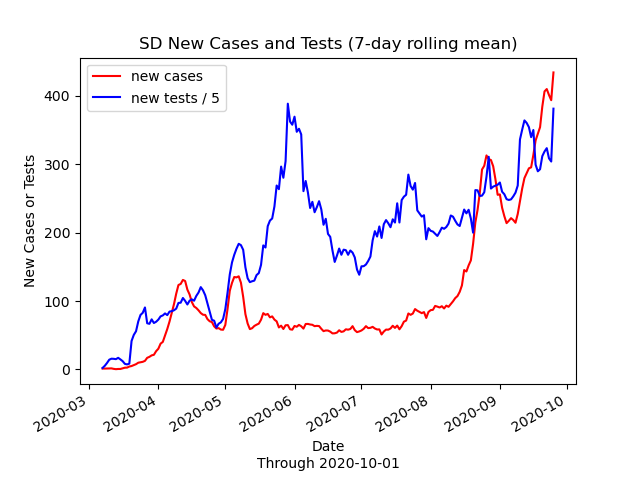 SD New Cases and Tests (7-day rolling mean)
new cases
new tests / 5
New Cases or Tests
400
300
200
100
0
2020-03
2020-04
2020-05
2020-06
2020-07
2020-08
2020-09
2020-10
Date
Through 2020-10-01